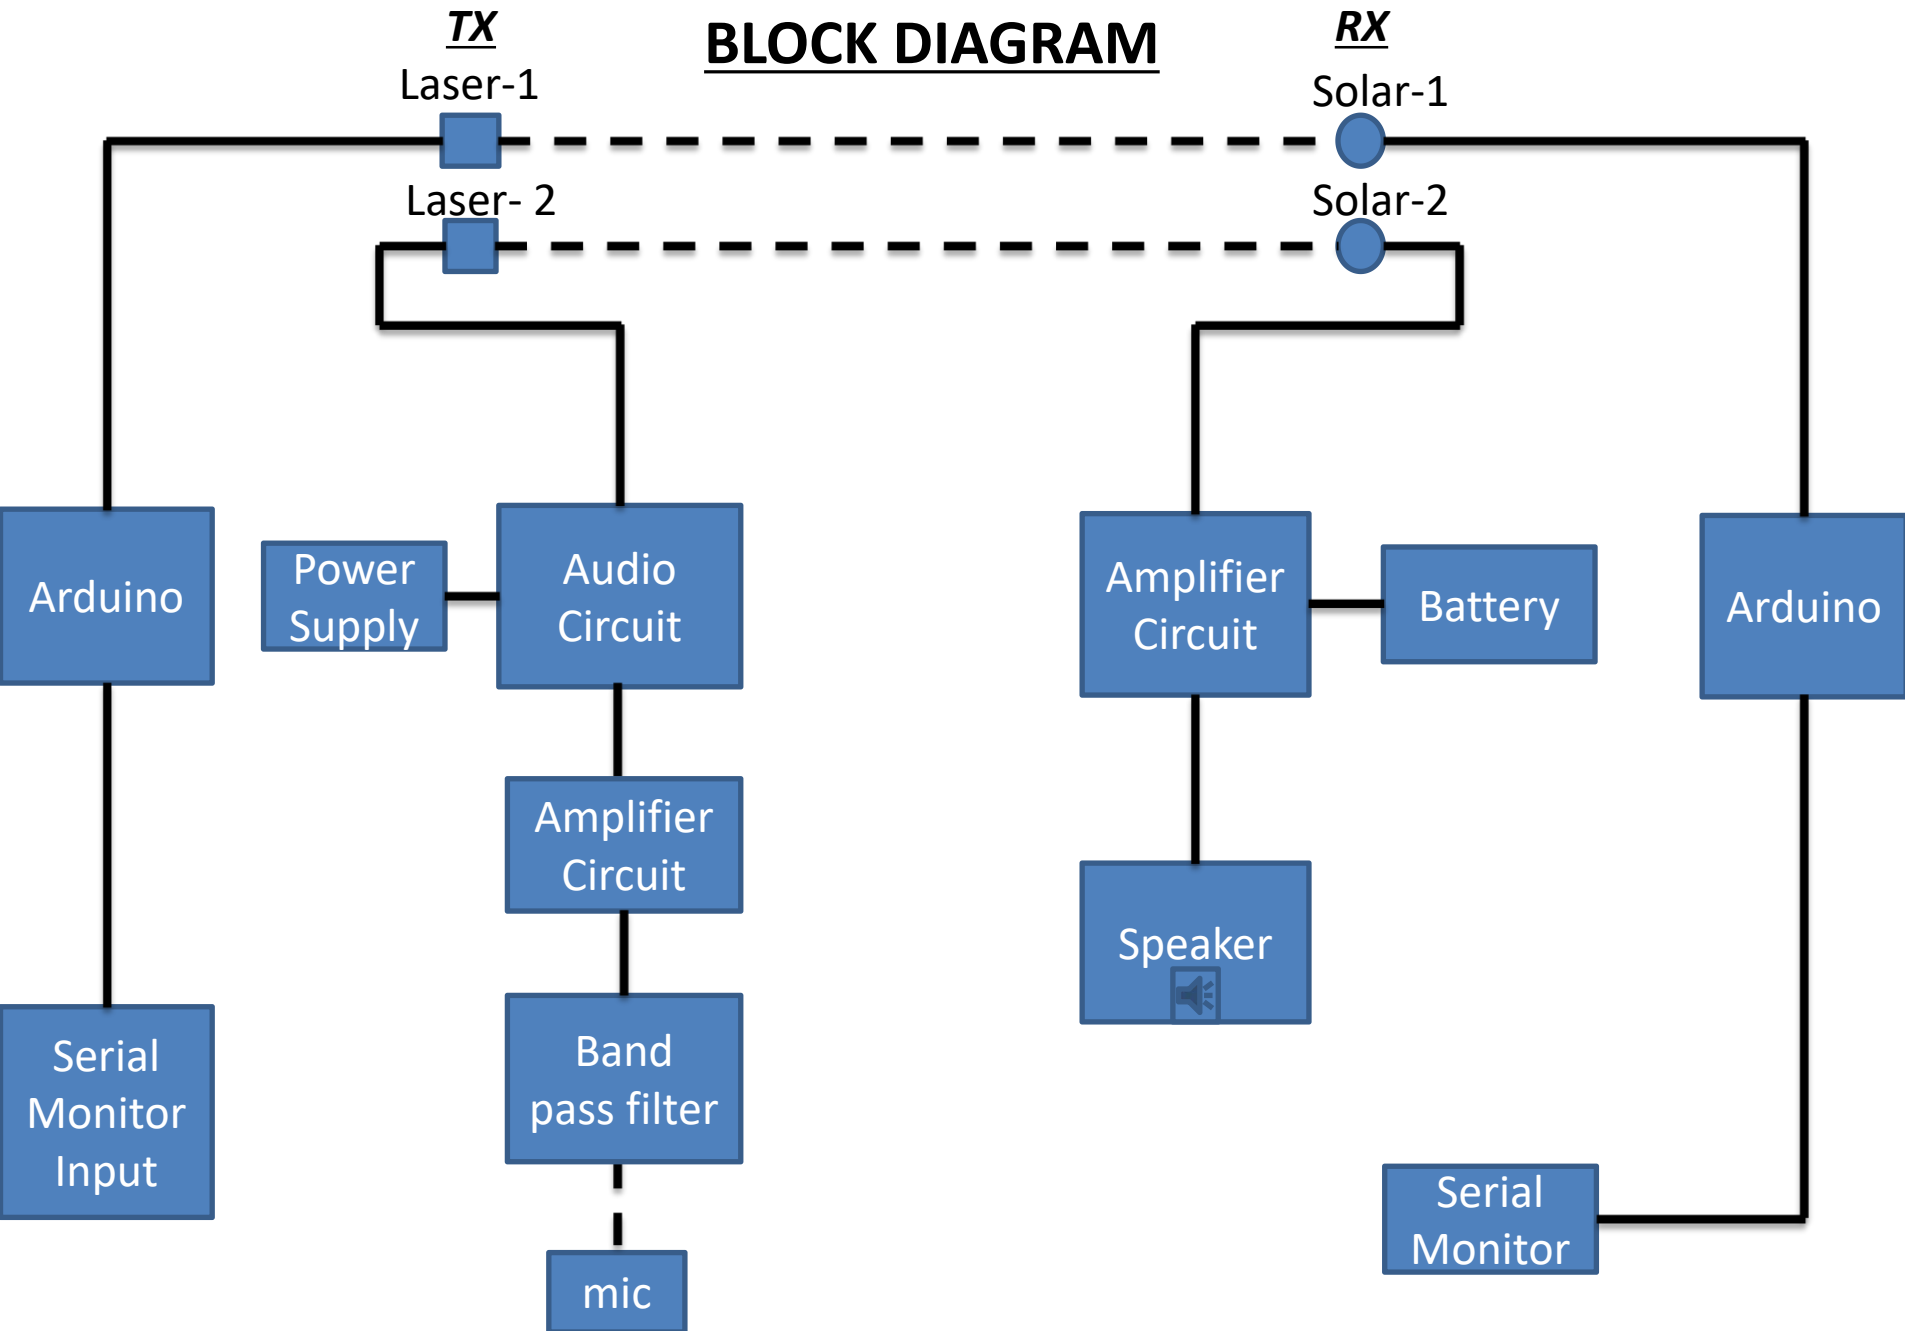 TX
BLOCK DIAGRAM
RX
Laser-1
Solar-1
Laser- 2
Solar-2
Arduino
Power
Supply
Audio
Circuit
Amplifier
Circuit
Battery
Arduino
Amplifier
Circuit
Speaker
Serial
Monitor
Input
Band
pass filter
Serial
Monitor
mic